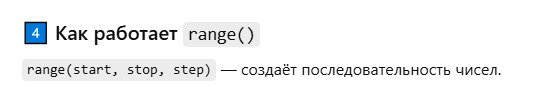 4 Как работает range()
range(start, stop, step) — создаёт последовательность чисел.